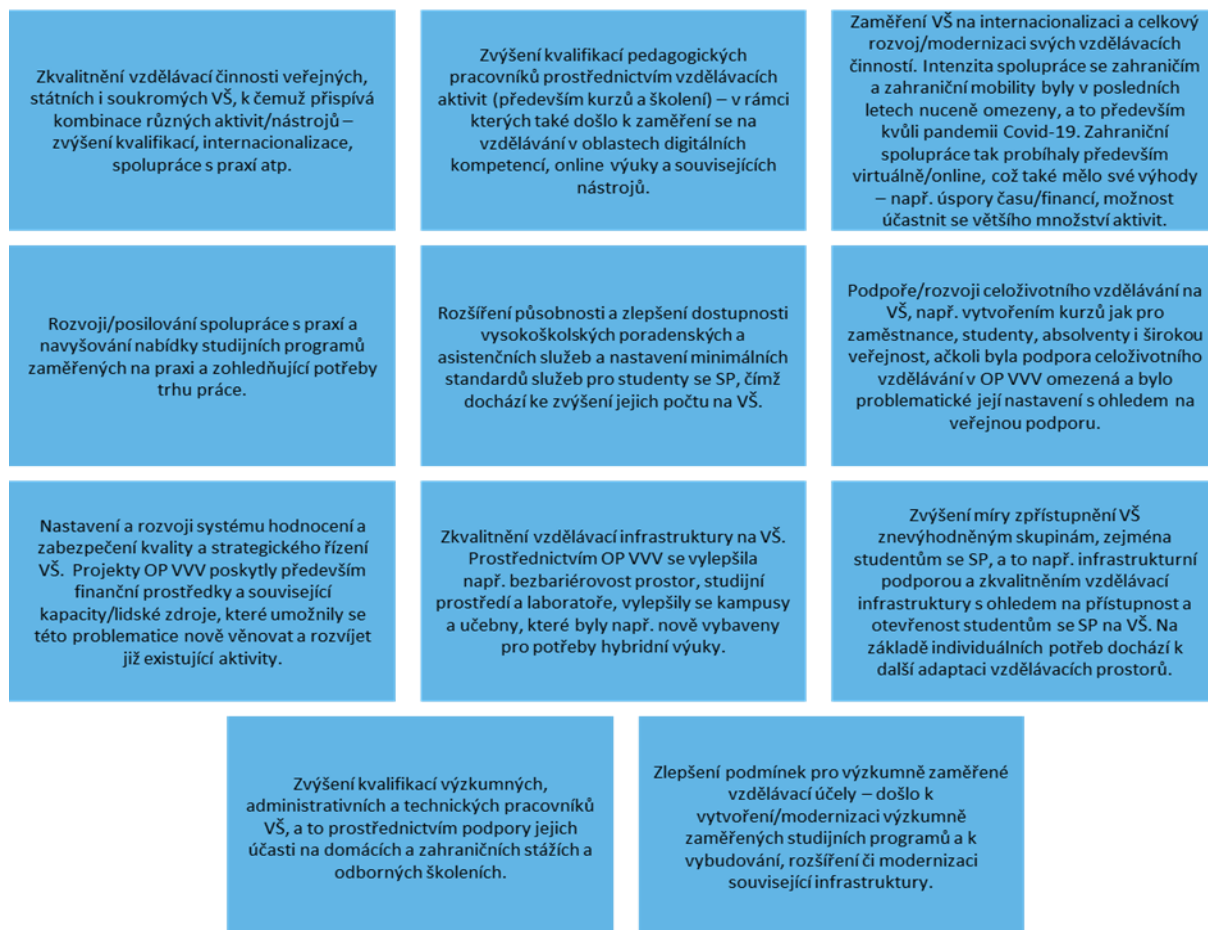 Zkvalitnění vzdělávací činnosti veřejných,
státních i soukromých VŠ, k čemuž přispívá
kombinace různých aktivit/nástrojů –
zvýšení kvalifikací, internacionalizace,
spolupráce s praxí atp.
Zvýšení kvalifikací pedagogických
pracovníků prostřednictvím vzdělávacích
aktivit (především kurzů a školení) – v rámci
kterých také došlo k zaměření se na
vzdělávání v oblastech digitálních
kompetencí, online výuky a souvisejících
nástrojů.
Zaměření VŠ na internacionalizaci a celkový
rozvoj/modernizaci svých vzdělávacích
činností. Intenzita spolupráce se zahraničím
a zahraniční mobility byly v posledních
letech nuceně omezeny, a to především
kvůli pandemii Covid-19. Zahraniční
spolupráce tak probíhaly především
virtuálně/online, což také mělo své výhody
– např. úspory času/financí, možnost
účastnit se většího množství aktivit.
Rozvoji/posilování spolupráce s praxí a
navyšování nabídky studijních programů
zaměřených na praxi a zohledňující potřeby
trhu práce.
Rozšíření působnosti a zlepšení dostupnosti
vysokoškolských poradenských a
asistenčních služeb a nastavení minimálních
standardů služeb pro studenty se SP, čímž
dochází ke zvýšení jejich počtu na VŠ.
Podpoře/rozvoji celoživotního vzdělávání na
VŠ, např. vytvořením kurzů jak pro
zaměstnance, studenty, absolventy i širokou
veřejnost, ačkoli byla podpora celoživotního
vzdělávání v OP VVV omezená a bylo
problematické její nastavení s ohledem na
veřejnou podporu.
Nastavení a rozvoji systému hodnocení a
zabezpečení kvality a strategického řízení
VŠ. Projekty OP VVV poskytly především
finanční prostředky a související
kapacity/lidské zdroje, které umožnily se
této problematice nově věnovat a rozvíjet
již existující aktivity.
Zkvalitnění vzdělávací infrastruktury na VŠ.
Prostřednictvím OP VVV se vylepšila
např. bezbariérovost prostor, studijní
prostředí a laboratoře, vylepšily se kampusy
a učebny, které byly např. nově vybaveny
pro potřeby hybridní výuky.
Zvýšení míry zpřístupnění VŠ
znevýhodněným skupinám, zejména
studentům se SP, a to např. infrastrukturní
podporou a zkvalitněním vzdělávací
infrastruktury s ohledem na přístupnost a
otevřenost studentům se SP na VŠ. Na
základě individuálních potřeb dochází k
další adaptaci vzdělávacích prostorů.
Zvýšení kvalifikací výzkumných,
administrativních a technických pracovníků
VŠ, a to prostřednictvím podpory jejich
účasti na domácích a zahraničních stážích a
odborných školeních.
Zlepšení podmínek pro výzkumně zaměřené
vzdělávací účely – došlo k
vytvoření/modernizaci výzkumně
zaměřených studijních programů a k
vybudování, rozšíření či modernizaci
související infrastruktury.